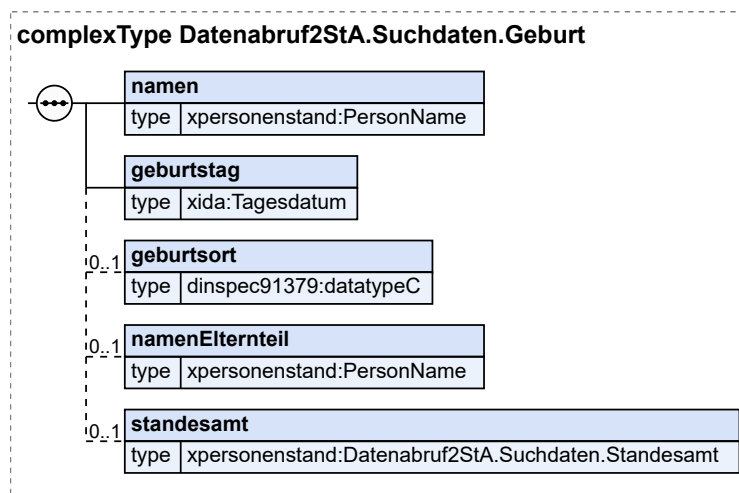 complexType Datenabruf2StA.Suchdaten.Geburt
namen
type xpersonenstand:PersonName
geburtstag
type xida:Tagesdatum
0..1 geburtsort
type dinspec91379:datatypeC
0..1 namenElternteil
type xpersonenstand:PersonName
0..1 standesamt
type xpersonenstand:Datenabruf2StA.Suchdaten.Standesamt